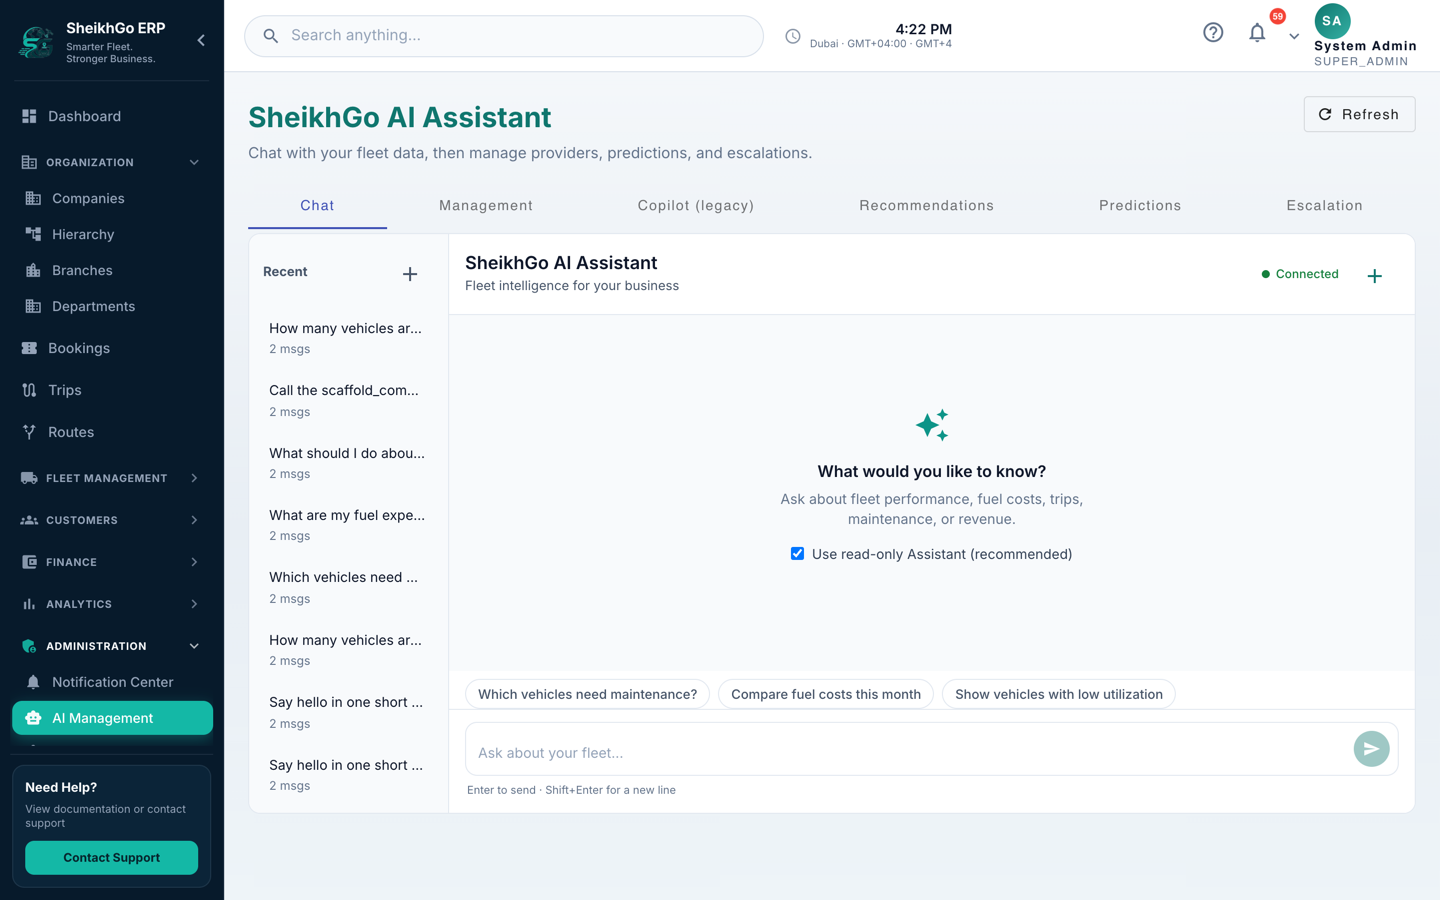 SheikhGo ERP
Smarter Fleet.
Stronger Business.
Dashboard
ORGANIZATION
Companies
Hierarchy
Branches
Departments
Bookings
Trips
Routes
FLEET MANAGEMENT
CUSTOMERS
FINANCE
ANALYTICS
ADMINISTRATION
Notification Center
AI Management
Need Help?
View documentation or contact
support
Contact Support
Search anything...
4:22 PM
Dubai · GMT+04:00 · GMT+4
59
SA
System Admin
SUPER_ADMIN
SheikhGo AI Assistant
Chat with your fleet data, then manage providers, predictions, and escalations.
Refresh
Chat
Management
Copilot (legacy)
Recommendations
Predictions
Escalation
Recent
How many vehicles ar...
2 msgs
Call the scaffold_com...
2 msgs
What should I do abou...
2 msgs
What are my fuel expe...
2 msgs
Which vehicles need ...
2 msgs
How many vehicles ar...
2 msgs
Say hello in one short ...
2 msgs
Say hello in one short ...
2 msgs
SheikhGo AI Assistant
Fleet intelligence for your business
Connected
What would you like to know?
Ask about fleet performance, fuel costs, trips,
maintenance, or revenue.
Use read-only Assistant (recommended)
Which vehicles need maintenance?
Compare fuel costs this month
Show vehicles with low utilization
Ask about your fleet...
Enter to send · Shift+Enter for a new line